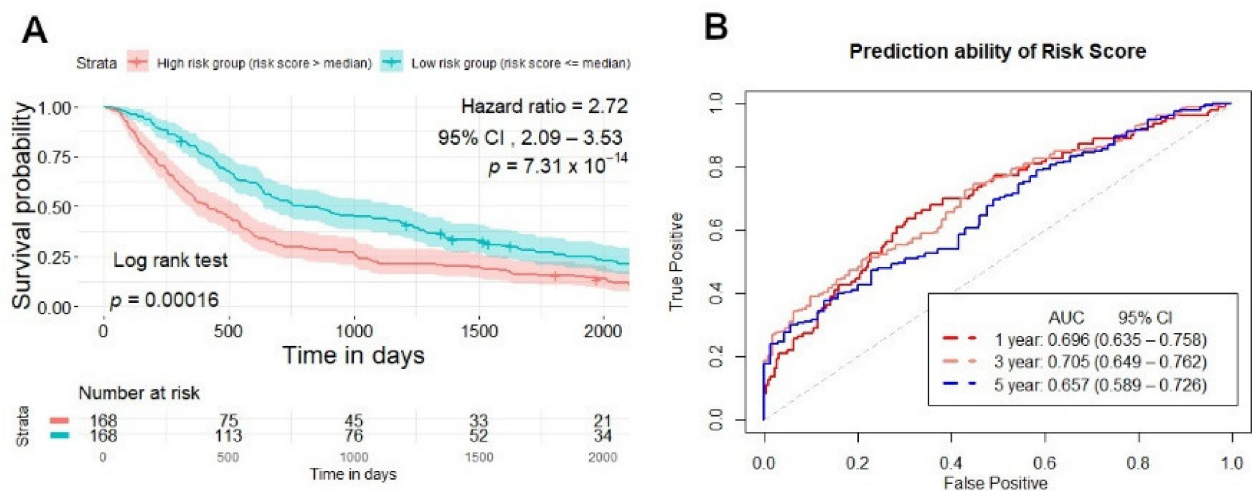 A
Strata High risk group (risk score > median) Low risk group (risk score <= median)
Survival probability
1.00
0.75
0.50
0.25
0.00
Hazard ratio = 2.72
95% CI , 2.09 – 3.53
p = 7.31 x 10⁻¹⁴
Log rank test
p = 0.00016
0 500 1000 1500 2000
Time in days
Number at risk
Strata
168 75 45 33 21
168 113 76 52 34
0 500 1000 1500 2000
Time in days
B
Prediction ability of Risk Score
True Positive
1.0
0.8
0.6
0.4
0.2
0.0
AUC 95% CI
1 year: 0.696 (0.635 – 0.758)
3 year: 0.705 (0.649 – 0.762)
5 year: 0.657 (0.589 – 0.726)
0.0 0.2 0.4 0.6 0.8 1.0
False Positive